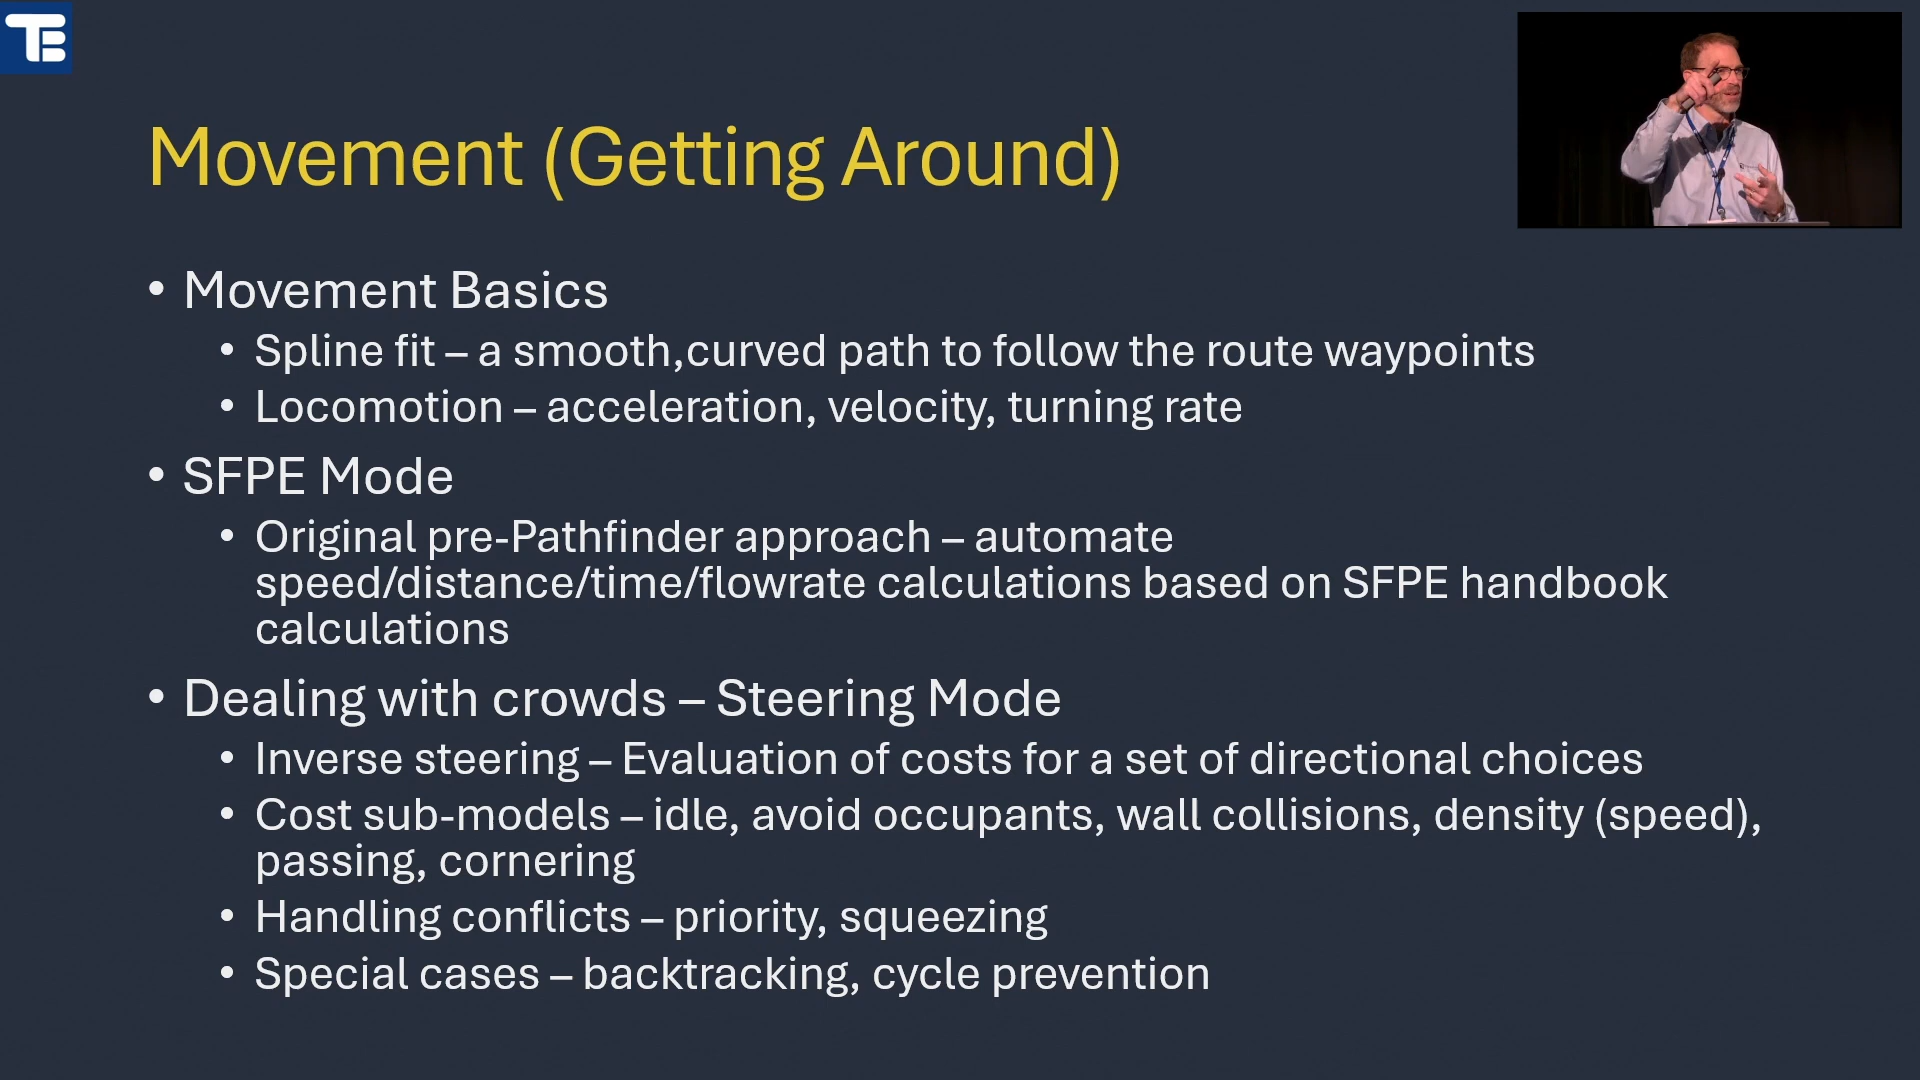 TEB
Movement (Getting Around)
• Movement Basics
• Spline fit – a smooth,curved path to follow the route waypoints
• Locomotion – acceleration, velocity, turning rate
• SFPE Mode
• Original pre-Pathfinder approach – automate
speed/distance/time/flowrate calculations based on SFPE handbook
calculations
• Dealing with crowds – Steering Mode
• Inverse steering – Evaluation of costs for a set of directional choices
• Cost sub-models – idle, avoid occupants, wall collisions, density (speed),
passing, cornering
• Handling conflicts – priority, squeezing
• Special cases – backtracking, cycle prevention